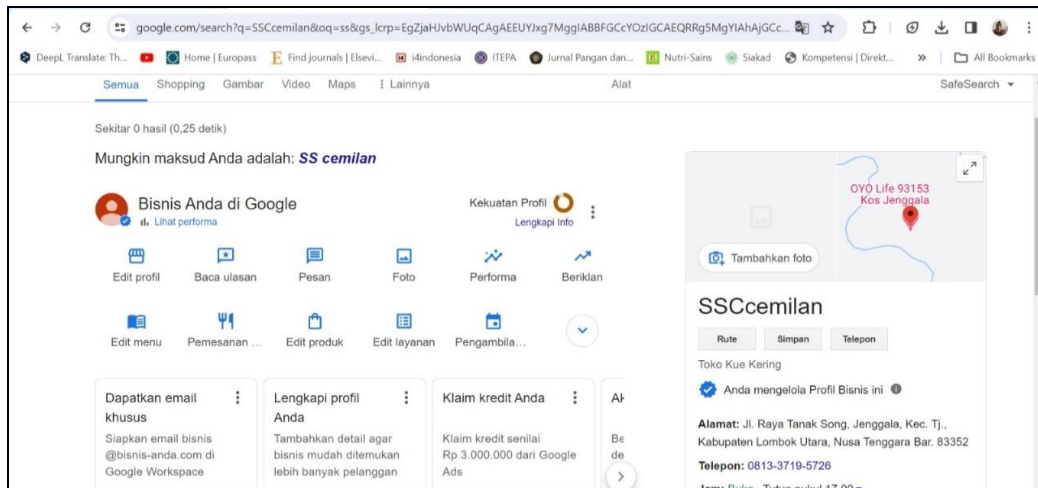 google.com/search?q=SSCcemilan&oq=ss&gs_lcrp=EgZjaHJvbWUqCAgAEEUYJxg7MggIABBFGCcYOzIGCAEQRRg5MgYIAhAjGCc...
DeepL Translate: Th... Home | Europass Find journals | Elsevi... i4indonesia ITEPA Jurnal Pangan dan... Nutri-Sains Siakad Kompetensi | Direkt... » All Bookmarks
Semua Shopping Gambar Video Maps Lainnya Alat SafeSearch
Sekitar 0 hasil (0,25 detik)
Mungkin maksud Anda adalah: SS cemilan
Bisnis Anda di Google
Lihat performa
Kekuatan Profil
Lengkapi Info
Edit profil Baca ulasan Pesan Foto Performa Beriklan
Edit menu Pemesanan ... Edit produk Edit layanan Pengambila...
Dapatkan email
khusus
Siapkan email bisnis
@bisnis-anda.com di
Google Workspace
Lengkapi profil
Anda
Tambahkan detail agar
bisnis mudah ditemukan
lebih banyak pelanggan
Klaim kredit Anda
Klaim kredit senilai
Rp 3.000.000 dari Google
Ads
OYO Life 93153
Kos Jenggala
Tambahkan foto
SSCcemilan
Rute Simpan Telepon
Toko Kue Kering
Anda mengelola Profil Bisnis ini
Alamat: Jl. Raya Tanak Song, Jenggala, Kec. Tj.,
Kabupaten Lombok Utara, Nusa Tenggara Bar. 83352
Telepon: 0813-3719-5726
Jam: Buka · Tutup pukul 17.00